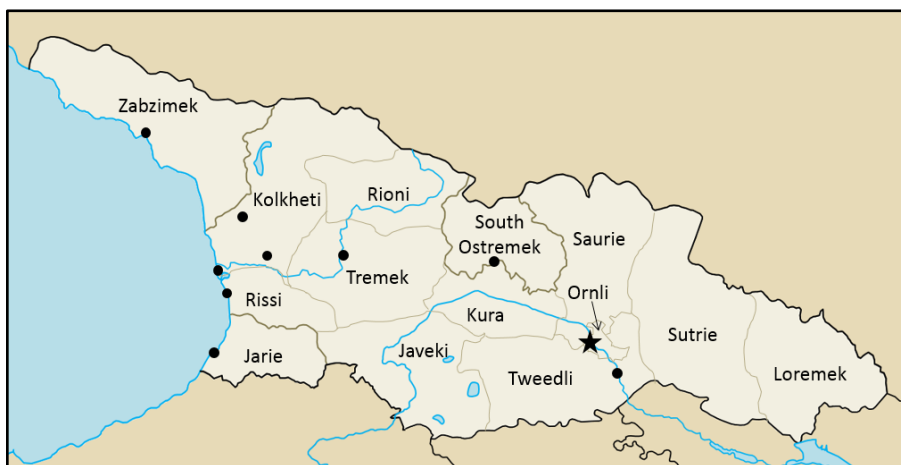 Zabzimek
Kolkheti
Rioni
South
Ostremek
Saurie
Tremek
Ornli
Rissi
Kura
Sutrie
Jarie
Javeki
Tweedli
Loremek